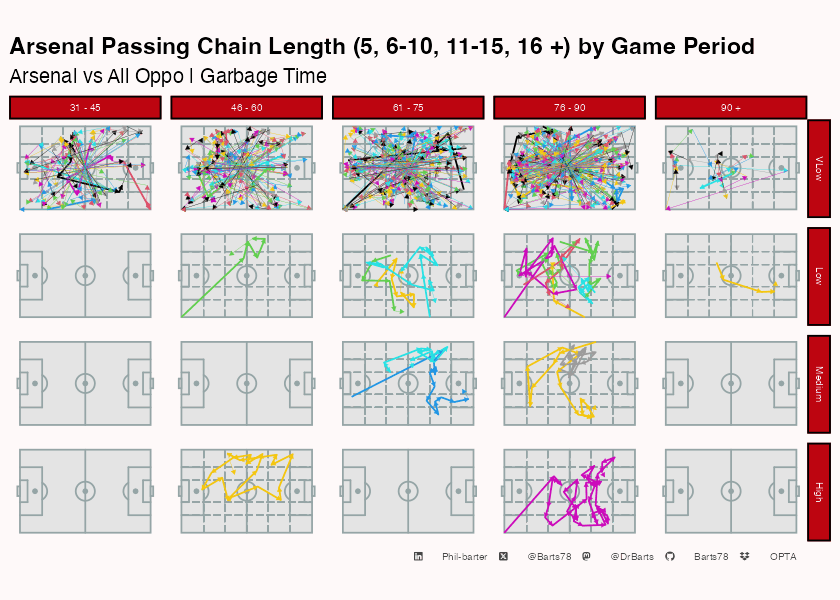 Arsenal Passing Chain Length (5, 6-10, 11-15, 16 +) by Game Period
Arsenal vs All Oppo I Garbage Time
31 - 45
46 - 60
61 - 75
76 - 90
90 +
V.Low
Low
Medium
High
Phil-barter @Barts78 @DrBarts Barts78 OPTA